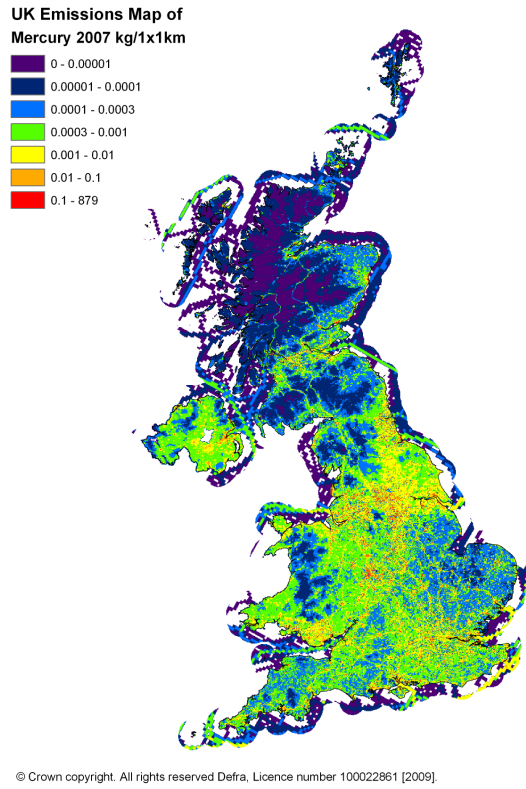 UK Emissions Map of
Mercury 2007 kg/1x1km
0 - 0.00001
0.00001 - 0.0001
0.0001 - 0.0003
0.0003 - 0.001
0.001 - 0.01
0.01 - 0.1
0.1 - 879
© Crown copyright. All rights reserved Defra, Licence number 100022861 [2009].